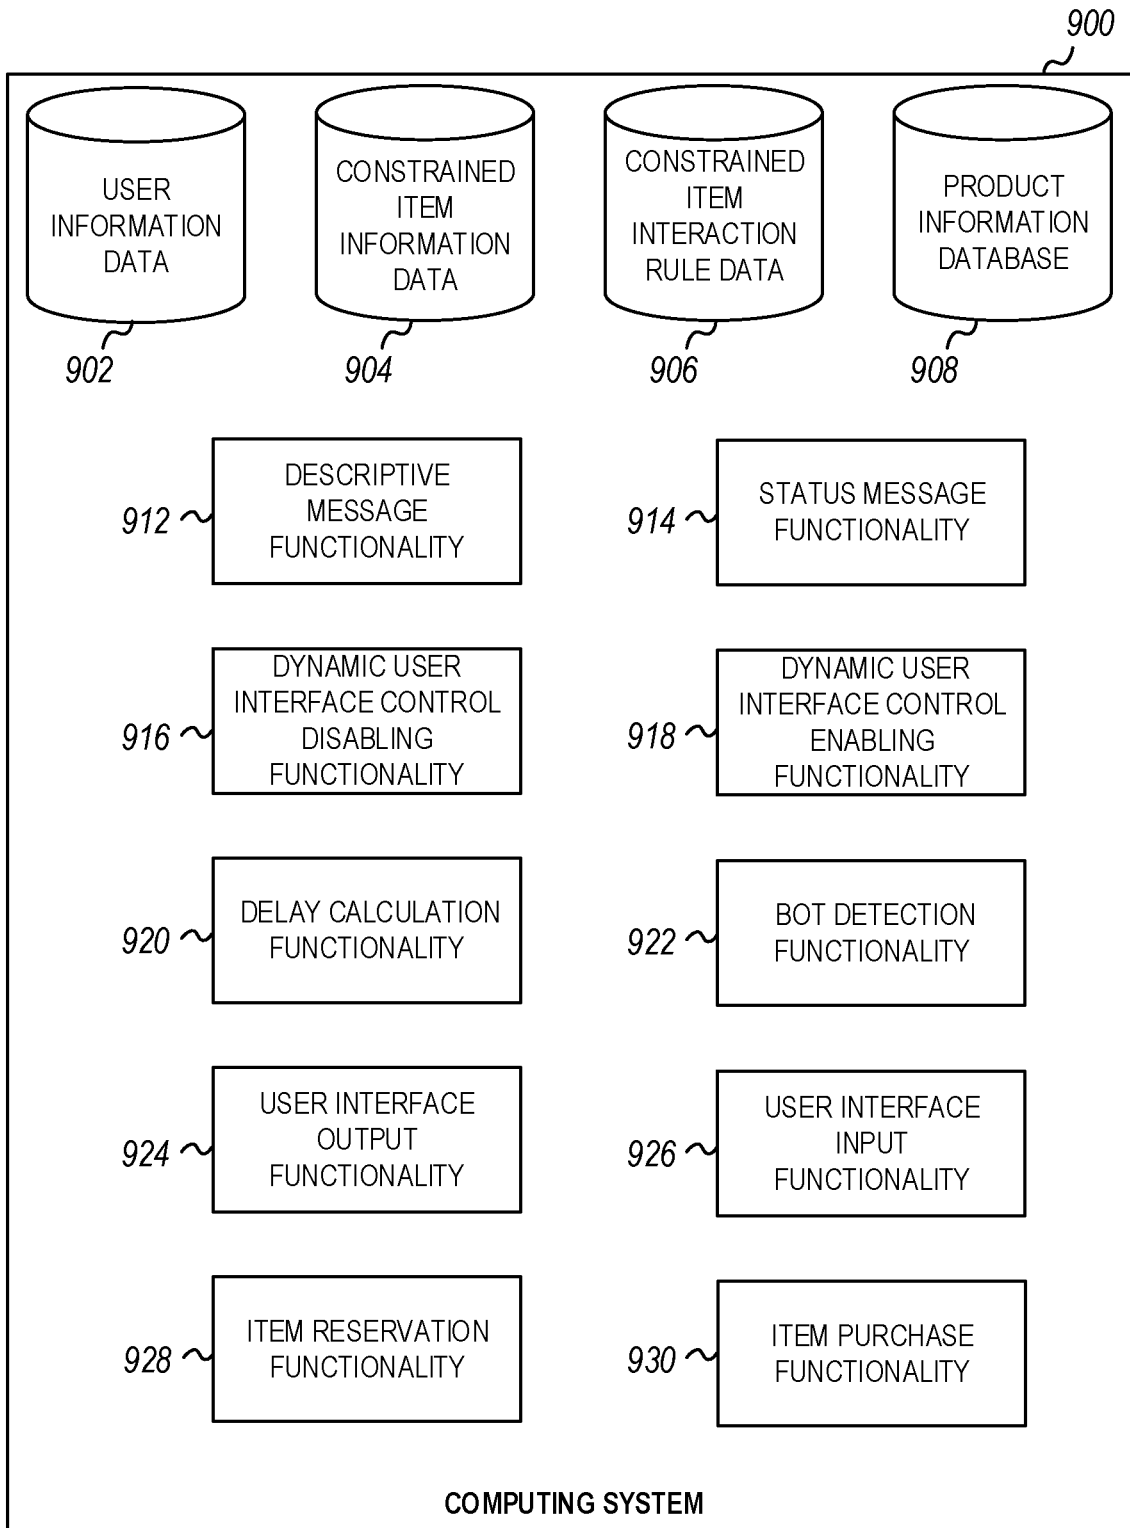 900
USER
INFORMATION
DATA
CONSTRAINED
ITEM
INFORMATION
DATA
CONSTRAINED
ITEM
INTERACTION
RULE DATA
PRODUCT
INFORMATION
DATABASE
902
904
906
908
DESCRIPTIVE
MESSAGE
FUNCTIONALITY
912
STATUS MESSAGE
FUNCTIONALITY
914
DYNAMIC USER
INTERFACE CONTROL
DISABLING
FUNCTIONALITY
916
DYNAMIC USER
INTERFACE CONTROL
ENABLING
FUNCTIONALITY
918
DELAY CALCULATION
FUNCTIONALITY
920
BOT DETECTION
FUNCTIONALITY
922
USER INTERFACE
OUTPUT
FUNCTIONALITY
924
USER INTERFACE
INPUT
FUNCTIONALITY
926
ITEM RESERVATION
FUNCTIONALITY
928
ITEM PURCHASE
FUNCTIONALITY
930
COMPUTING SYSTEM